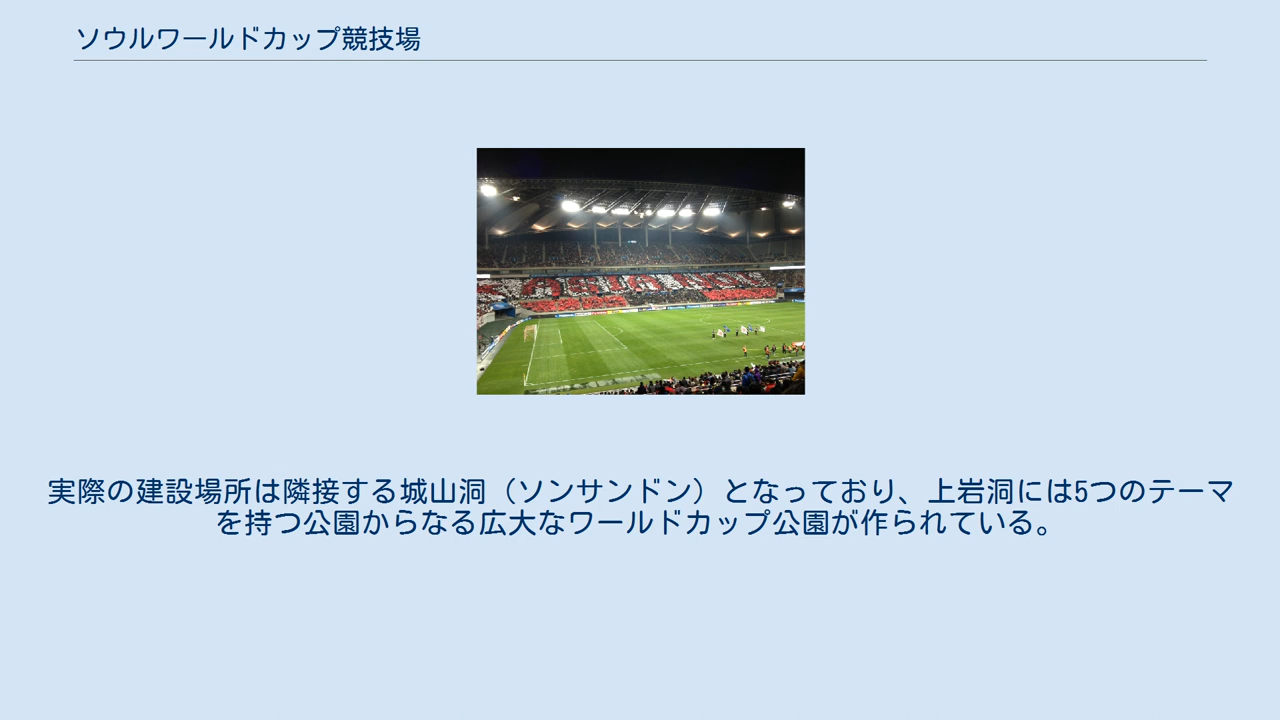 ソウルワールドカップ競技場
実際の建設場所は隣接する城山洞（ソンサンドン）となっており、上岩洞には5つのテーマ
を持つ公園からなる広大なワールドカップ公園が作られている。